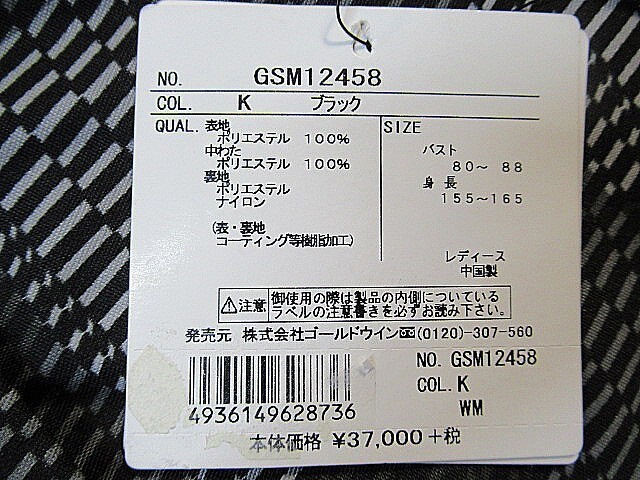 NO. GSM12458
COL. K ブラック
QUAL. 表地
ポリエステル 100%
中わた
ポリエステル 100%
裏地
ポリエステル
ナイロン
(表・裏地
コーティング等樹脂加工)
SIZE
バスト
80~ 88
身長
155~165
レディース
中国製
⚠注意 御使用の際は製品の内側についている
ラベルの注意書きを必ずお読み下さい。
発売元 株式会社ゴールドウイン (0120)-307-560
4936149628736
NO. GSM12458
COL. K
WM
本体価格 ¥37,000+税